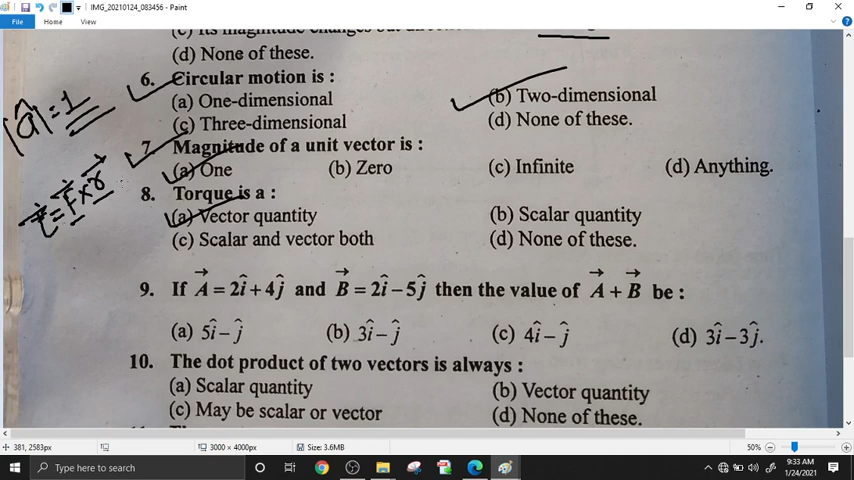 IMG_20210124_083456 - Paint
File Home View
(d) None of these.
6. Circular motion is :
(a) One-dimensional (b) Two-dimensional
(c) Three-dimensional (d) None of these.
|â| = 1
7. Magnitude of a unit vector is :
(a) One (b) Zero (c) Infinite (d) Anything.
8. Torque is a :
(a) Vector quantity (b) Scalar quantity
(c) Scalar and vector both (d) None of these.
9. If A⃗ = 2î + 4ĵ and B⃗ = 2î − 5ĵ then the value of A⃗ + B⃗ be :
(a) 5î − ĵ (b) 3î − ĵ (c) 4î − ĵ (d) 3î − 3ĵ.
10. The dot product of two vectors is always :
(a) Scalar quantity (b) Vector quantity
(c) May be scalar or vector (d) None of these.
381, 2583px 3000 × 4000px Size: 3.6MB 50%
Type here to search 9:33 AM
1/24/2021